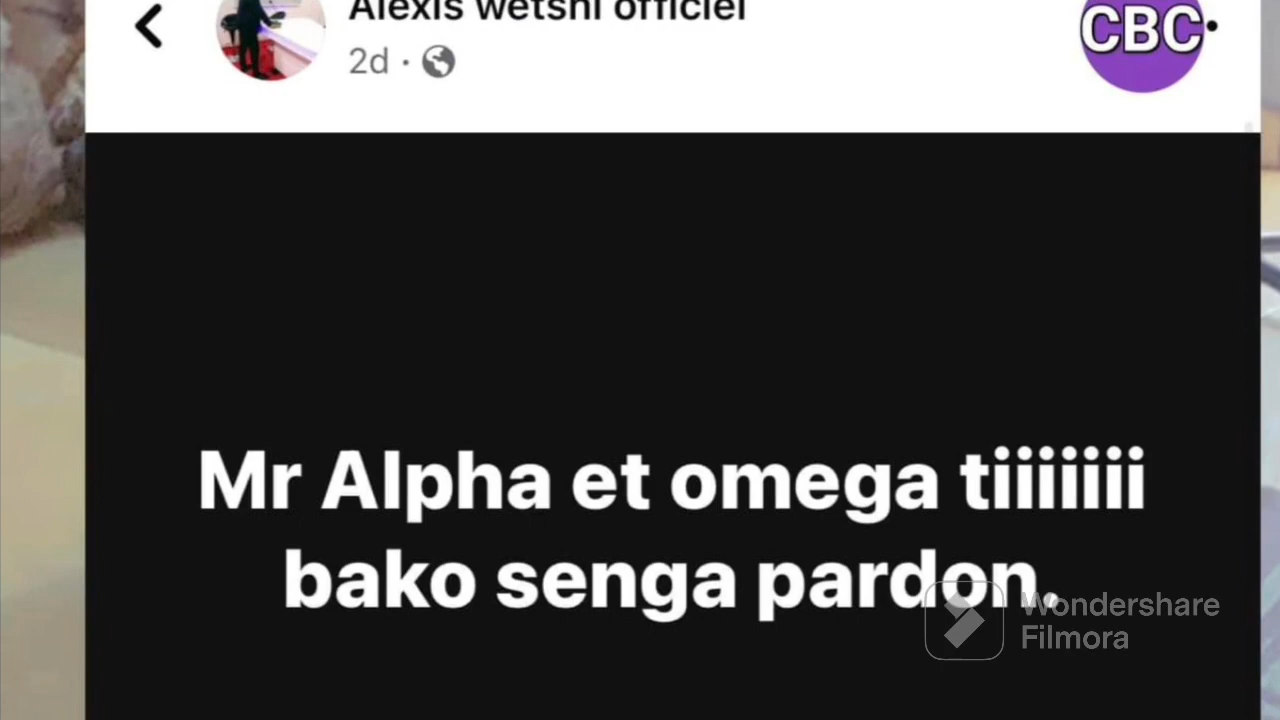 Alexis wetshi officiel
2d
CBC
Mr Alpha et omega tiiiiiii
bako senga pardon.
Wondershare
Filmora